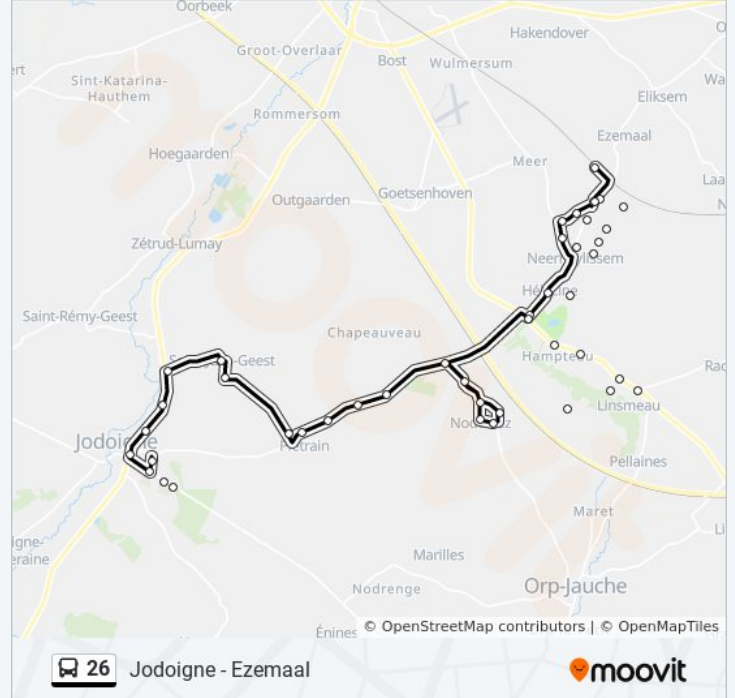 Oorbeek
Hakendover
Groot-Overlaar
Bost
Wulmersum
Sint-Katarina-
Hauthem
Eliksem
Rommersom
Ezemaal
Hoegaarden
Meer
Goetsenhoven
Outgaarden
Zétrud-Lumay
Saint-Rémy-Geest
Chapeauveau
Hampteau
Linsmeau
Jodoigne
Piétrain
Pellaines
Maret
Marilles
Orp-Jauche
Nodrenge
Énines
© OpenStreetMap contributors | © OpenMapTiles
26 Jodoigne - Ezemaal
moovit